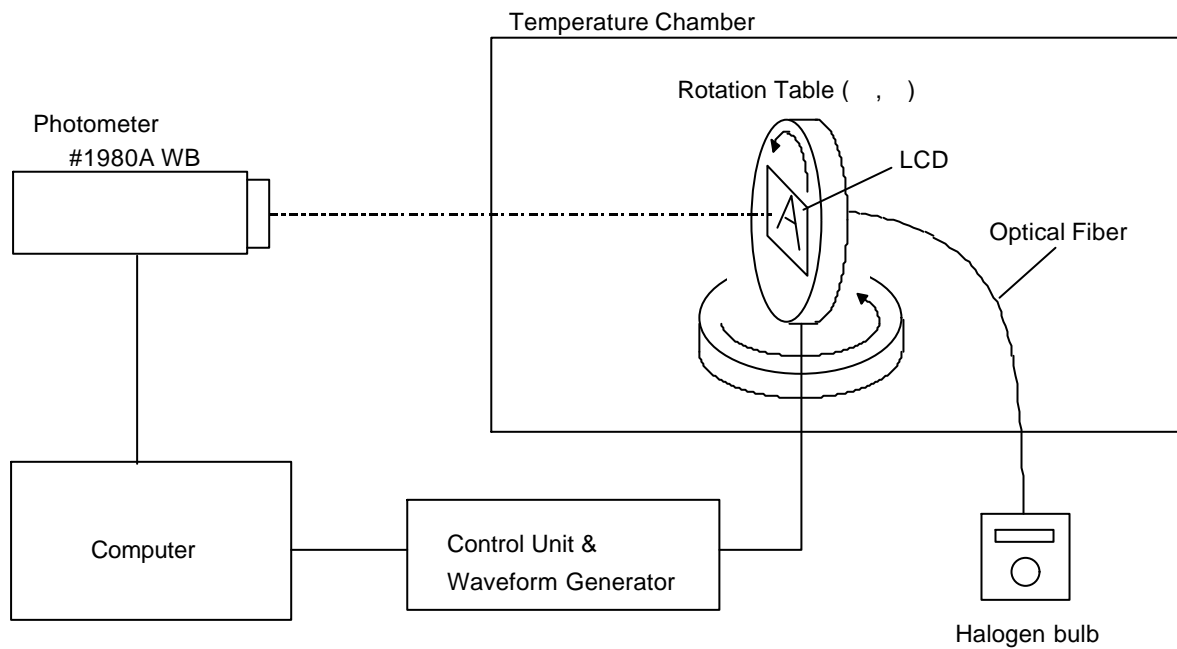 Temperature Chamber
Rotation Table ( , )
Photometer
#1980A WB
LCD
A
Optical Fiber
Computer
Control Unit &
Waveform Generator
Halogen bulb